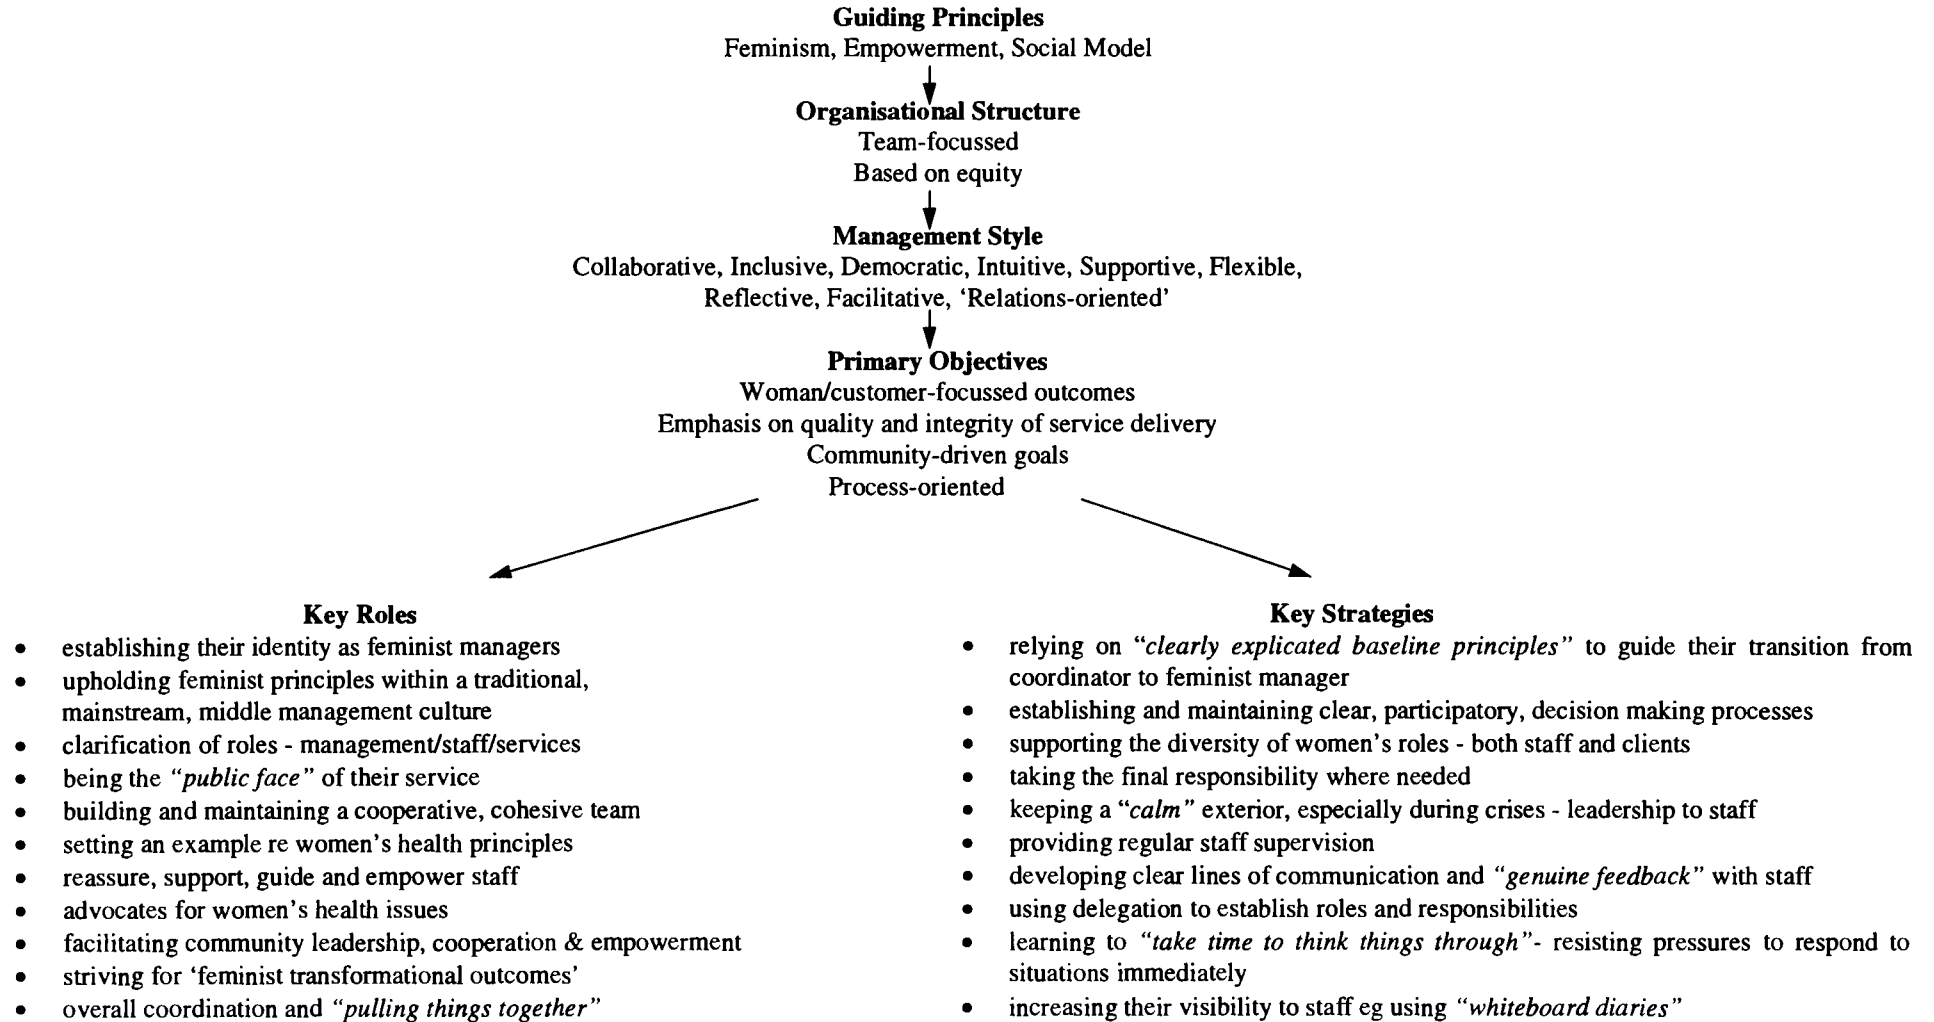 Guiding Principles
Feminism, Empowerment, Social Model
Organisational Structure
Team-focussed
Based on equity
Management Style
Collaborative, Inclusive, Democratic, Intuitive, Supportive, Flexible,
Reflective, Facilitative, ‘Relations-oriented’
Primary Objectives
Woman/customer-focussed outcomes
Emphasis on quality and integrity of service delivery
Community-driven goals
Process-oriented
Key Roles
• establishing their identity as feminist managers
• upholding feminist principles within a traditional,
mainstream, middle management culture
• clarification of roles - management/staff/services
• being the “public face” of their service
• building and maintaining a cooperative, cohesive team
• setting an example re women’s health principles
• reassure, support, guide and empower staff
• advocates for women’s health issues
• facilitating community leadership, cooperation & empowerment
• striving for ‘feminist transformational outcomes’
• overall coordination and “pulling things together”
Key Strategies
• relying on “clearly explicated baseline principles” to guide their transition from
coordinator to feminist manager
• establishing and maintaining clear, participatory, decision making processes
• supporting the diversity of women’s roles - both staff and clients
• taking the final responsibility where needed
• keeping a “calm” exterior, especially during crises - leadership to staff
• providing regular staff supervision
• developing clear lines of communication and “genuine feedback” with staff
• using delegation to establish roles and responsibilities
• learning to “take time to think things through”- resisting pressures to respond to
situations immediately
• increasing their visibility to staff eg using “whiteboard diaries”